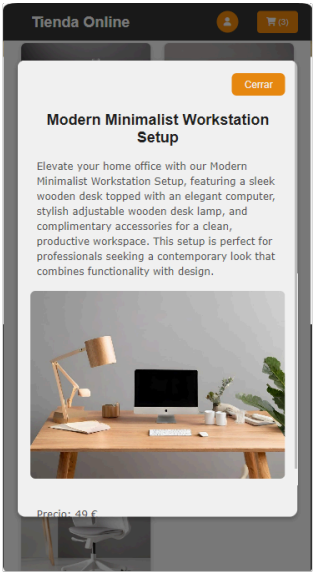 Tienda Online
(3)
Cerrar
Modern Minimalist Workstation
Setup
Elevate your home office with our Modern
Minimalist Workstation Setup, featuring a sleek
wooden desk topped with an elegant computer,
stylish adjustable wooden desk lamp, and
complimentary accessories for a clean,
productive workspace. This setup is perfect for
professionals seeking a contemporary look that
combines functionality with design.
Precio: 49 €